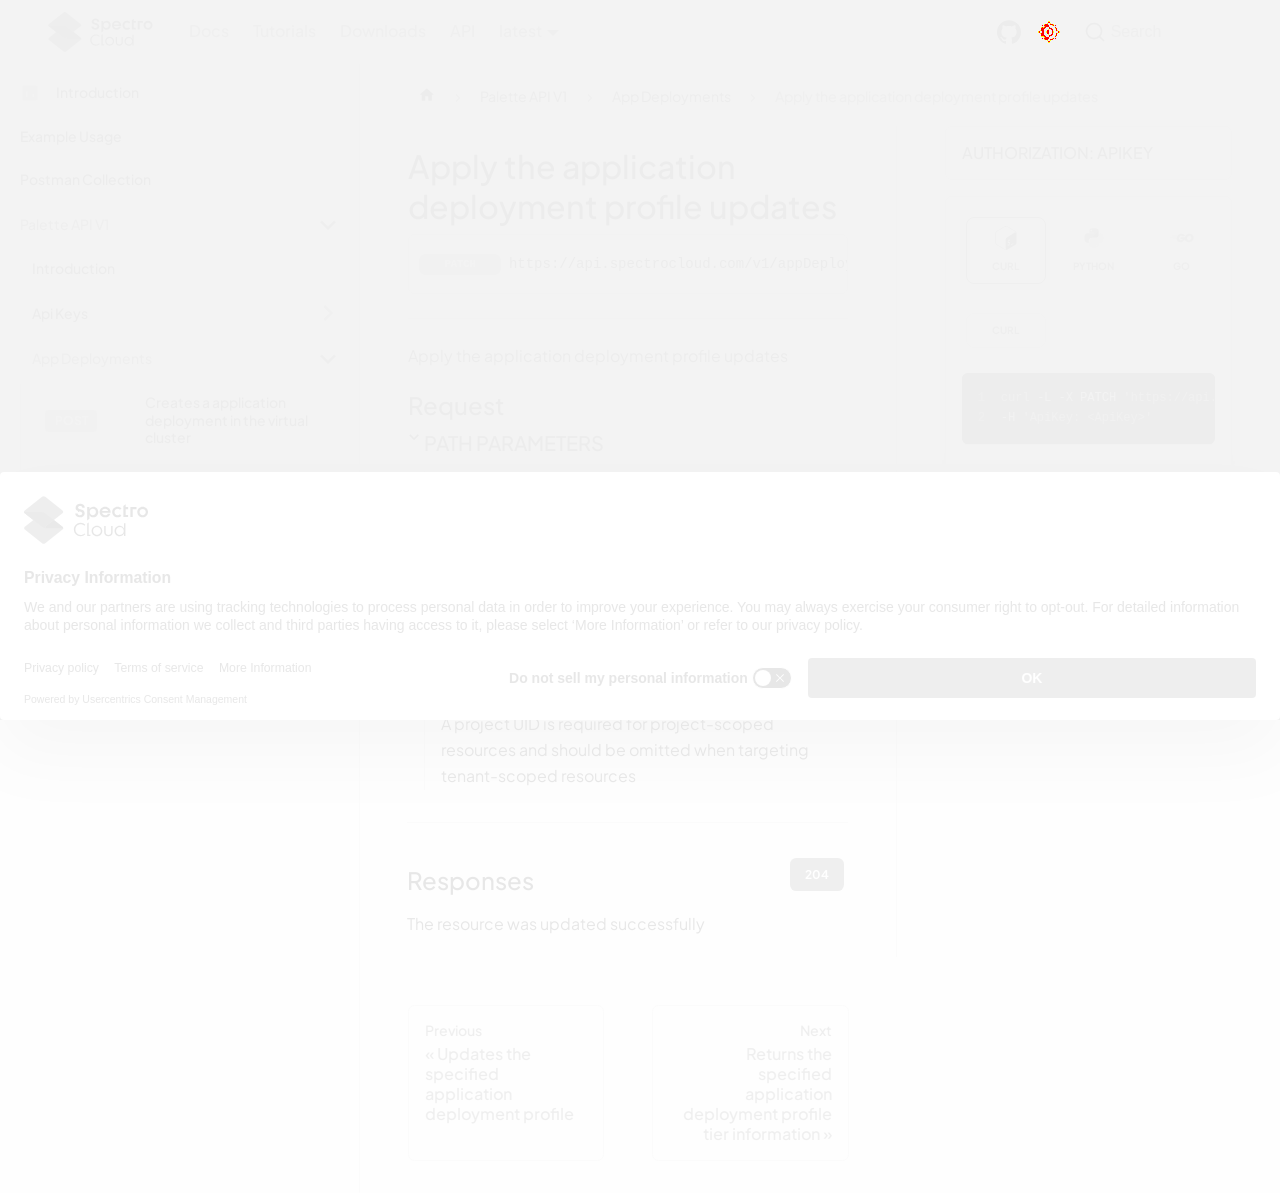 Spectro
Cloud
Docs Tutorials Downloads API latest
Search
Introduction
Palette API V1
App Deployments
Apply the application deployment profile updates
Example Usage
Postman Collection
Palette API V1
Introduction
Api Keys
App Deployments
Creates a application
deployment in the virtual
cluster
Apply the application
deployment profile updates
https://api.spectrocloud.com/v1/appDeplo
Apply the application deployment profile updates
Request
PATH PARAMETERS
AUTHORIZATION: APIKEY
CURL
PYTHON
GO
CURL
PATCH
Spectro
Cloud
Privacy Information
We and our partners are using tracking technologies to process personal data in order to improve your experience. You may always exercise your consumer right to opt-out. For detailed information
about personal information we collect and third parties having access to it, please select ‘More Information’ or refer to our privacy policy.
Privacy policy Terms of service More Information
Do not sell my personal information
OK
Powered by Usercentrics Consent Management
A project UID is required for project-scoped
resources and should be omitted when targeting
tenant-scoped resources
Responses
204
The resource was updated successfully
Previous
« Updates the
specified
application
deployment profile
Next
Returns the
specified
application
deployment profile
tier information »